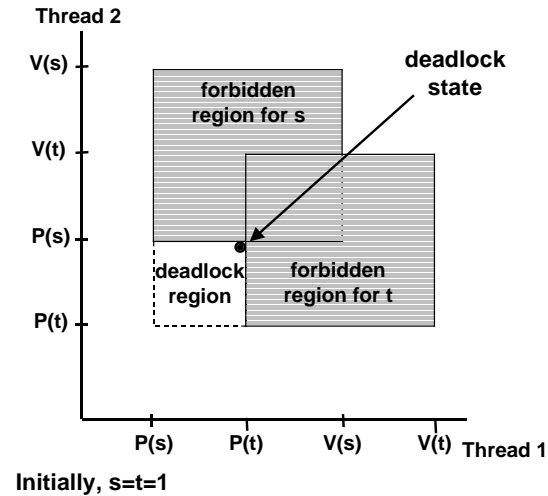 Thread 2
V(s)
V(t)
P(s)
P(t)
forbidden
region for s
deadlock
state
deadlock
region
forbidden
region for t
P(s)
P(t)
V(s)
V(t)
Thread 1
Initially, s=t=1